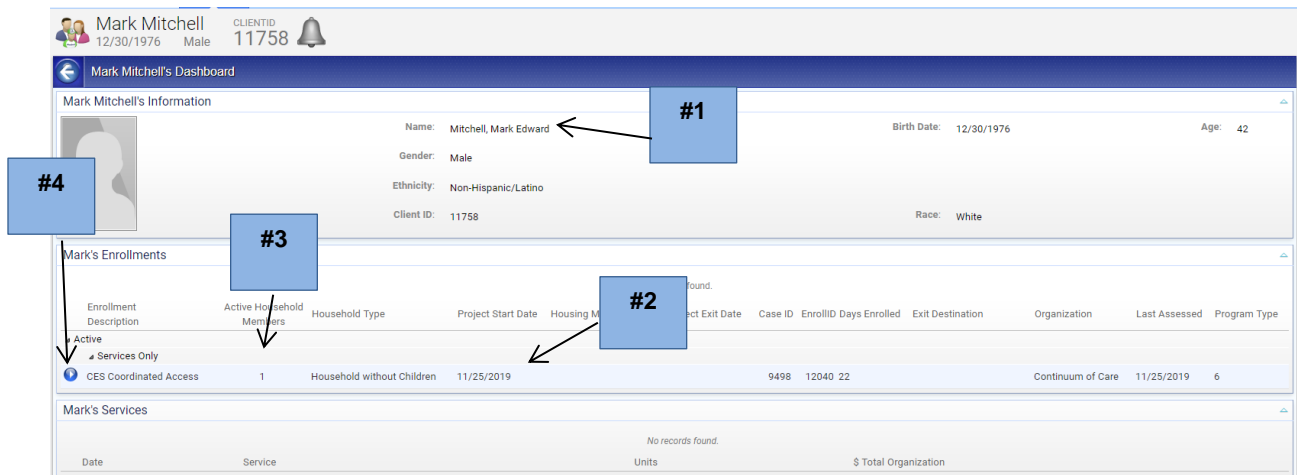 Mark Mitchell
12/30/1976 Male
CLIENTID
11758
Mark Mitchell's Dashboard
Mark Mitchell's Information
#1
Name: Mitchell, Mark Edward
Birth Date: 12/30/1976
Age: 42
Gender: Male
#4
Ethnicity: Non-Hispanic/Latino
Client ID: 11758
Race: White
#3
Mark's Enrollments
#2
found.
Enrollment Description
Active Household Members
Household Type
Project Start Date
Housing
Exit Date
Case ID
EnrollID
Days Enrolled
Exit Destination
Organization
Last Assessed
Program Type
Active
Services Only
CES Coordinated Access 1 Household without Children 11/25/2019 9498 12040 22 Continuum of Care 11/25/2019 6
Mark's Services
No records found.
Date Service Units $ Total Organization